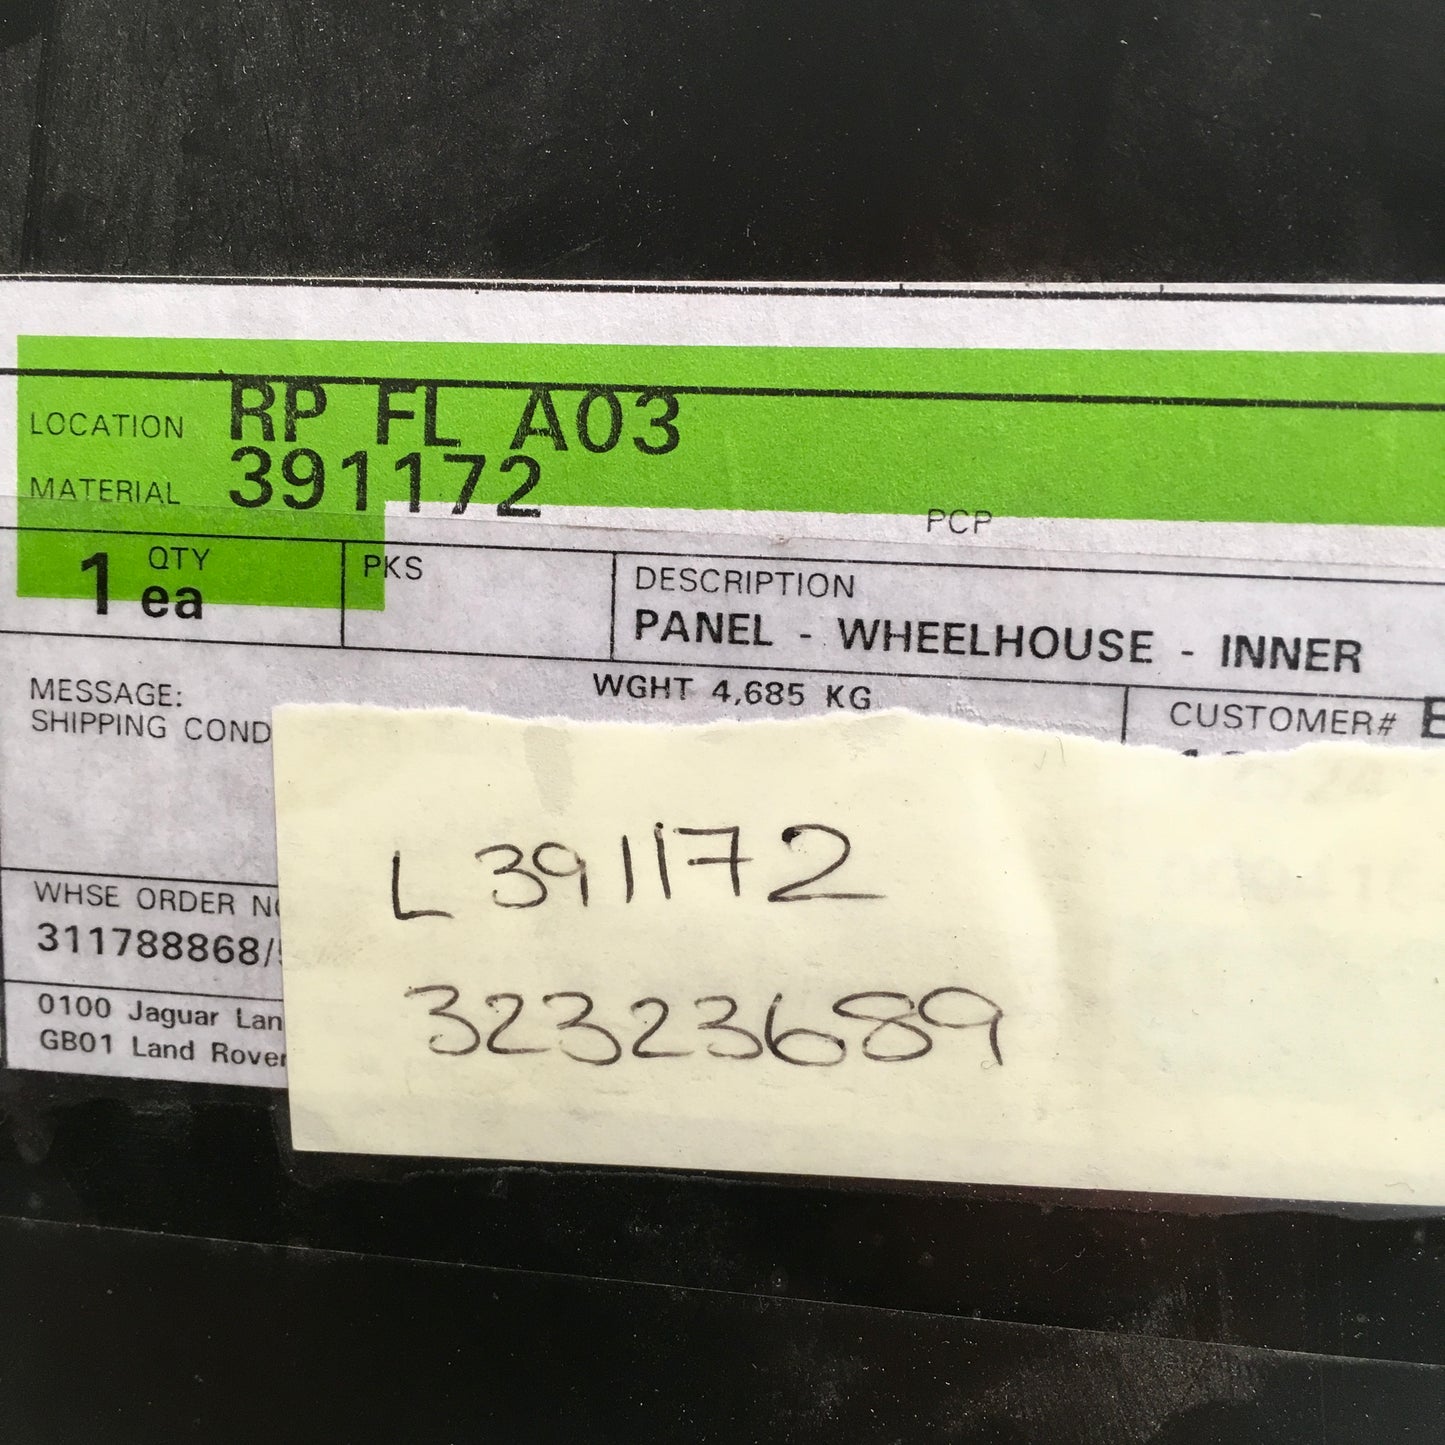 LOCATION RP FL A03
MATERIAL 391172
PCP
QTY
1 ea
PKS
DESCRIPTION
PANEL - WHEELHOUSE - INNER
MESSAGE:
WGHT 4,685 KG
SHIPPING COND
CUSTOMER#
L391172
32323689
WHSE ORDER
311788868/
0100 Jaguar Lan
GB01 Land Rover